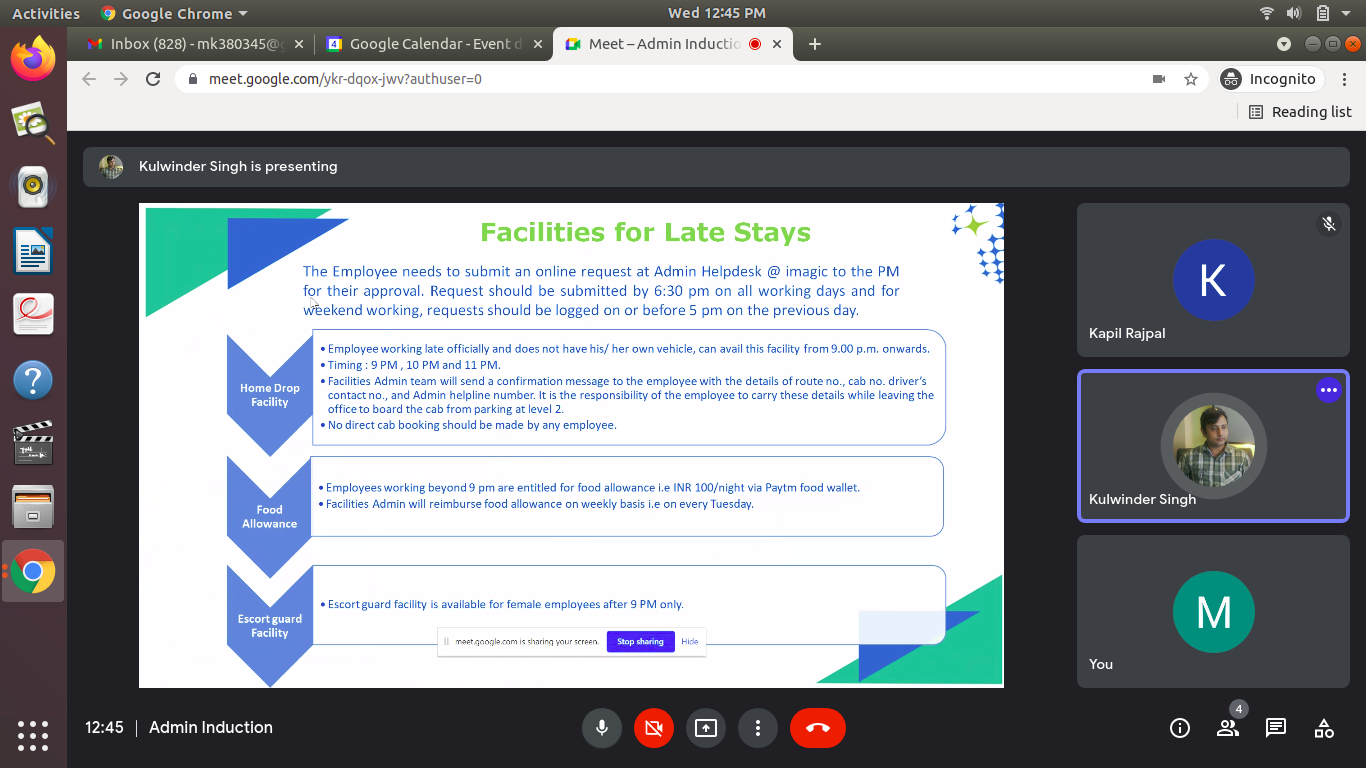 Activities
Google Chrome
Wed 12:45 PM
Inbox (828) - mk380345@g
Google Calendar - Event d
Meet – Admin Inductio
meet.google.com/ykr-dqox-jwv?authuser=0
Incognito
Reading list
Kulwinder Singh is presenting
Facilities for Late Stays
The Employee needs to submit an online request at Admin Helpdesk @ imagic to the PM
for their approval. Request should be submitted by 6:30 pm on all working days and for
weekend working, requests should be logged on or before 5 pm on the previous day.
Home Drop
Facility
• Employee working late officially and does not have his/ her own vehicle, can avail this facility from 9.00 p.m. onwards.
• Timing : 9 PM , 10 PM and 11 PM.
• Facilities Admin team will send a confirmation message to the employee with the details of route no., cab no. driver's
contact no., and Admin helpline number. It is the responsibility of the employee to carry these details while leaving the
office to board the cab from parking at level 2.
• No direct cab booking should be made by any employee.
Food
Allowance
• Employees working beyond 9 pm are entitled for food allowance i.e INR 100/night via Paytm food wallet.
• Facilities Admin will reimburse food allowance on weekly basis i.e on every Tuesday.
Escort guard
Facility
• Escort guard facility is available for female employees after 9 PM only.
meet.google.com is sharing your screen.
Stop sharing
Hide
K
Kapil Rajpal
Kulwinder Singh
M
You
12:45
Admin Induction
4